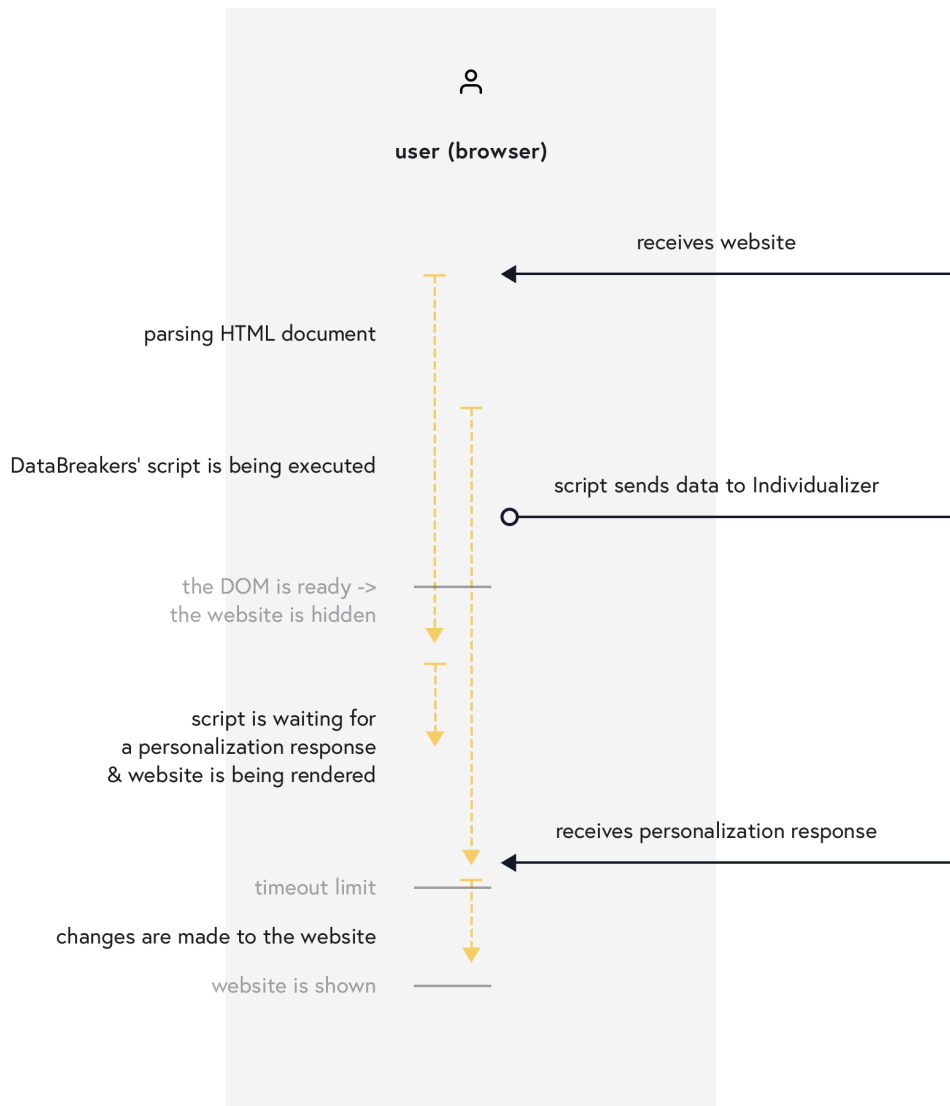 user (browser)
receives website
parsing HTML document
DataBreakers' script is being executed
script sends data to Individualizer
the DOM is ready ->
the website is hidden
script is waiting for
a personalization response
& website is being rendered
receives personalization response
timeout limit
changes are made to the website
website is shown